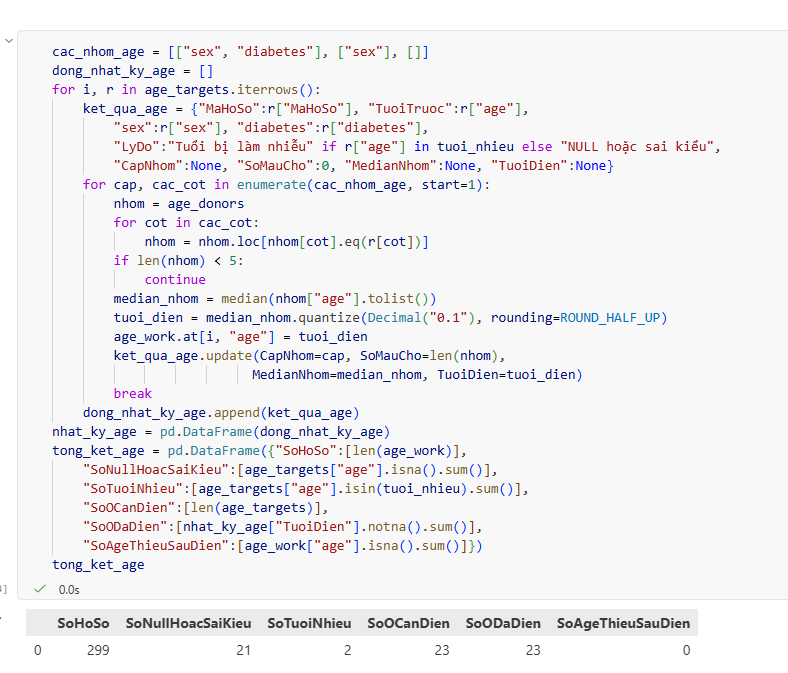 cac_nhom_age = [["sex", "diabetes"], ["sex"], []]
dong_nhat_ky_age = []
for i, r in age_targets.iterrows():
    ket_qua_age = {"MaHoSo":r["MaHoSo"], "TuoiTruoc":r["age"],
        "sex":r["sex"], "diabetes":r["diabetes"],
        "LyDo":"Tuổi bị làm nhiễu" if r["age"] in tuoi_nhieu else "NULL hoặc sai kiểu",
        "CapNhom":None, "SoMauCho":0, "MedianNhom":None, "TuoiDien":None}
    for cap, cac_cot in enumerate(cac_nhom_age, start=1):
        nhom = age_donors
        for cot in cac_cot:
            nhom = nhom.loc[nhom[cot].eq(r[cot])]
        if len(nhom) < 5:
            continue
        median_nhom = median(nhom["age"].tolist())
        tuoi_dien = median_nhom.quantize(Decimal("0.1"), rounding=ROUND_HALF_UP)
        age_work.at[i, "age"] = tuoi_dien
        ket_qua_age.update(CapNhom=cap, SoMauCho=len(nhom),
                          MedianNhom=median_nhom, TuoiDien=tuoi_dien)
        break
    dong_nhat_ky_age.append(ket_qua_age)
nhat_ky_age = pd.DataFrame(dong_nhat_ky_age)
tong_ket_age = pd.DataFrame({"SoHoSo":[len(age_work)],
    "SoNullHoacSaiKieu":[age_targets["age"].isna().sum()],
    "SoTuoiNhieu":[age_targets["age"].isin(tuoi_nhieu).sum()],
    "SoOCanDien":[len(age_targets)],
    "SoODaDien":[nhat_ky_age["TuoiDien"].notna().sum()],
    "SoAgeThieuSauDien":[age_work["age"].isna().sum()]})
tong_ket_age
0.0s
SoHoSo SoNullHoacSaiKieu SoTuoiNhieu SoOCanDien SoODaDien SoAgeThieuSauDien
0 299 21 2 23 23 0